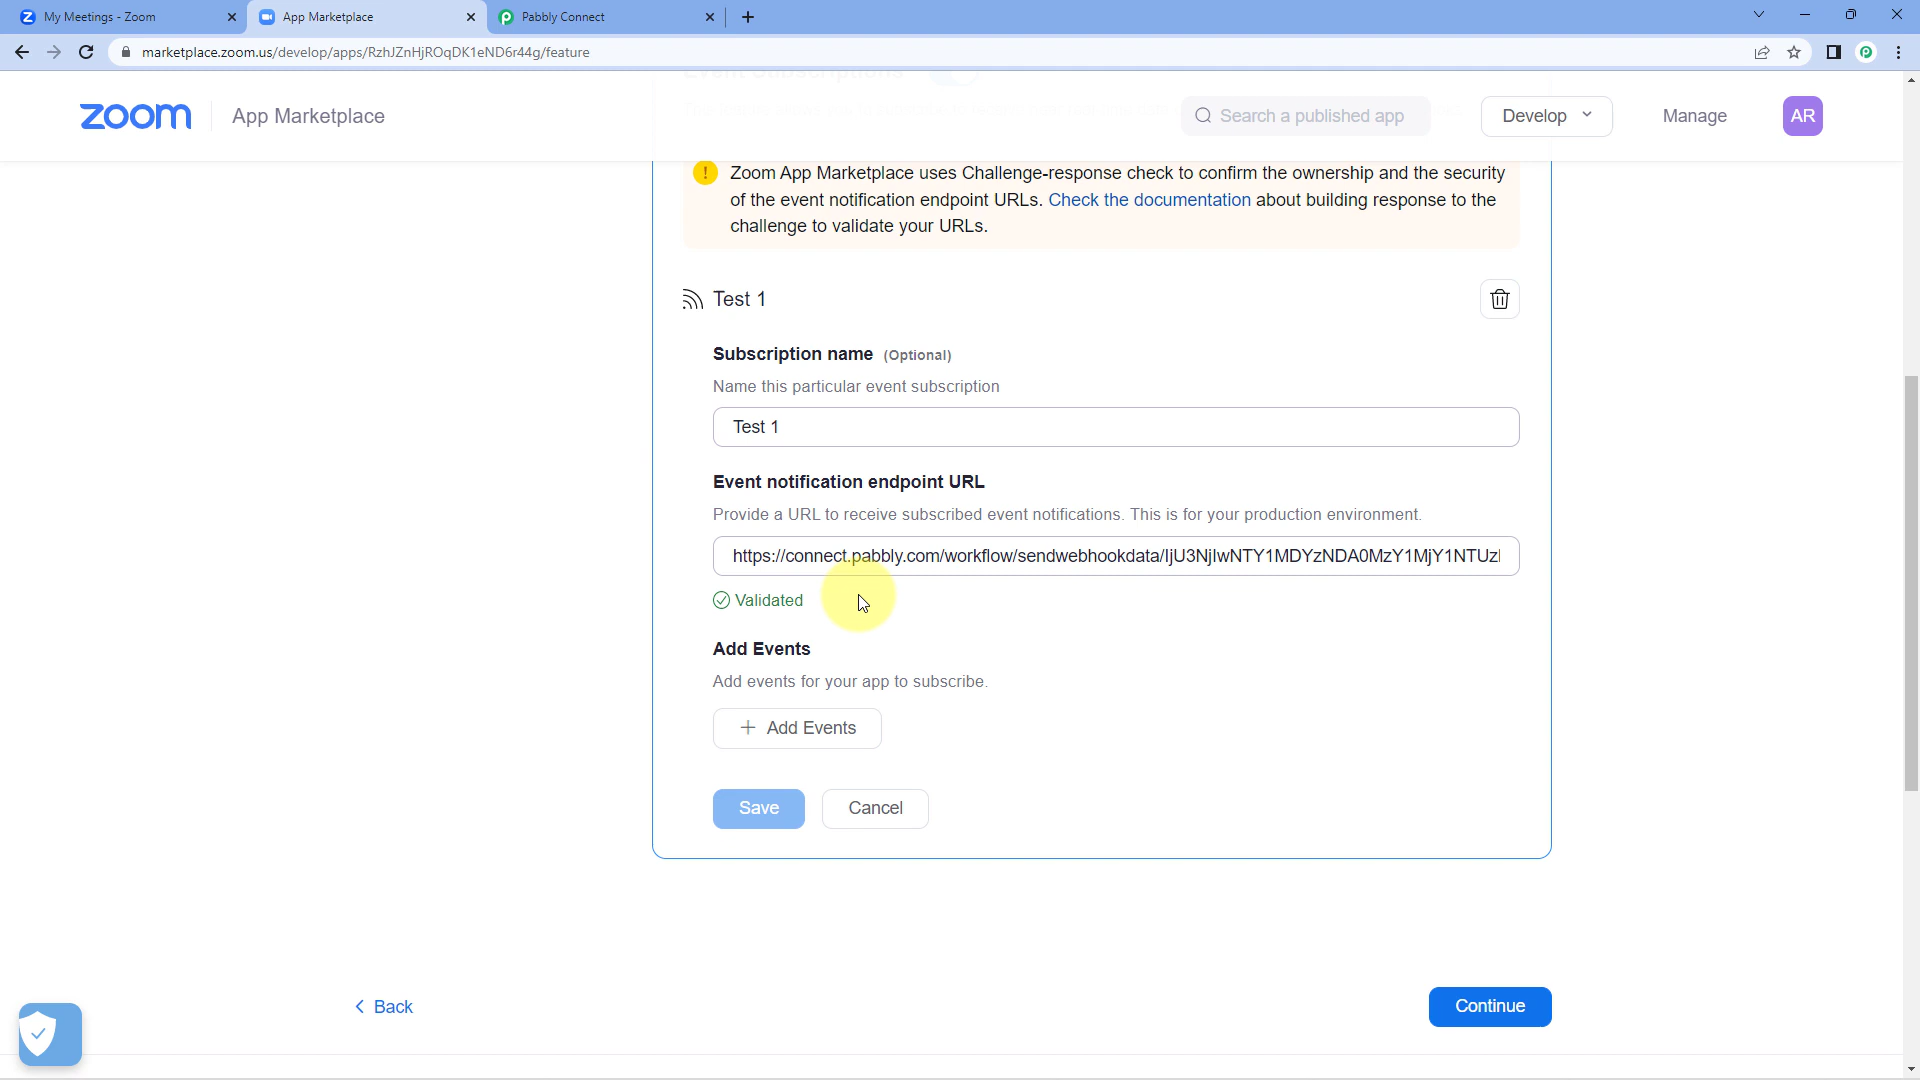 My Meetings - Zoom
App Marketplace
Pabbly Connect
marketplace.zoom.us/develop/apps/RzhJZnHjROqDK1eND6r44g/feature
Event Subscriptions
zoom
App Marketplace
Search a published app
Develop
Manage
AR
Zoom App Marketplace uses Challenge-response check to confirm the ownership and the security
of the event notification endpoint URLs. Check the documentation about building response to the
challenge to validate your URLs.
Test 1
Subscription name (Optional)
Name this particular event subscription
Test 1
Event notification endpoint URL
Provide a URL to receive subscribed event notifications. This is for your production environment.
https://connect.pabbly.com/workflow/sendwebhookdata/IjU3NjIwNTY1MDYzNDA0MzY1MjY1NTUzI
Validated
Add Events
Add events for your app to subscribe.
+ Add Events
Save
Cancel
Back
Continue